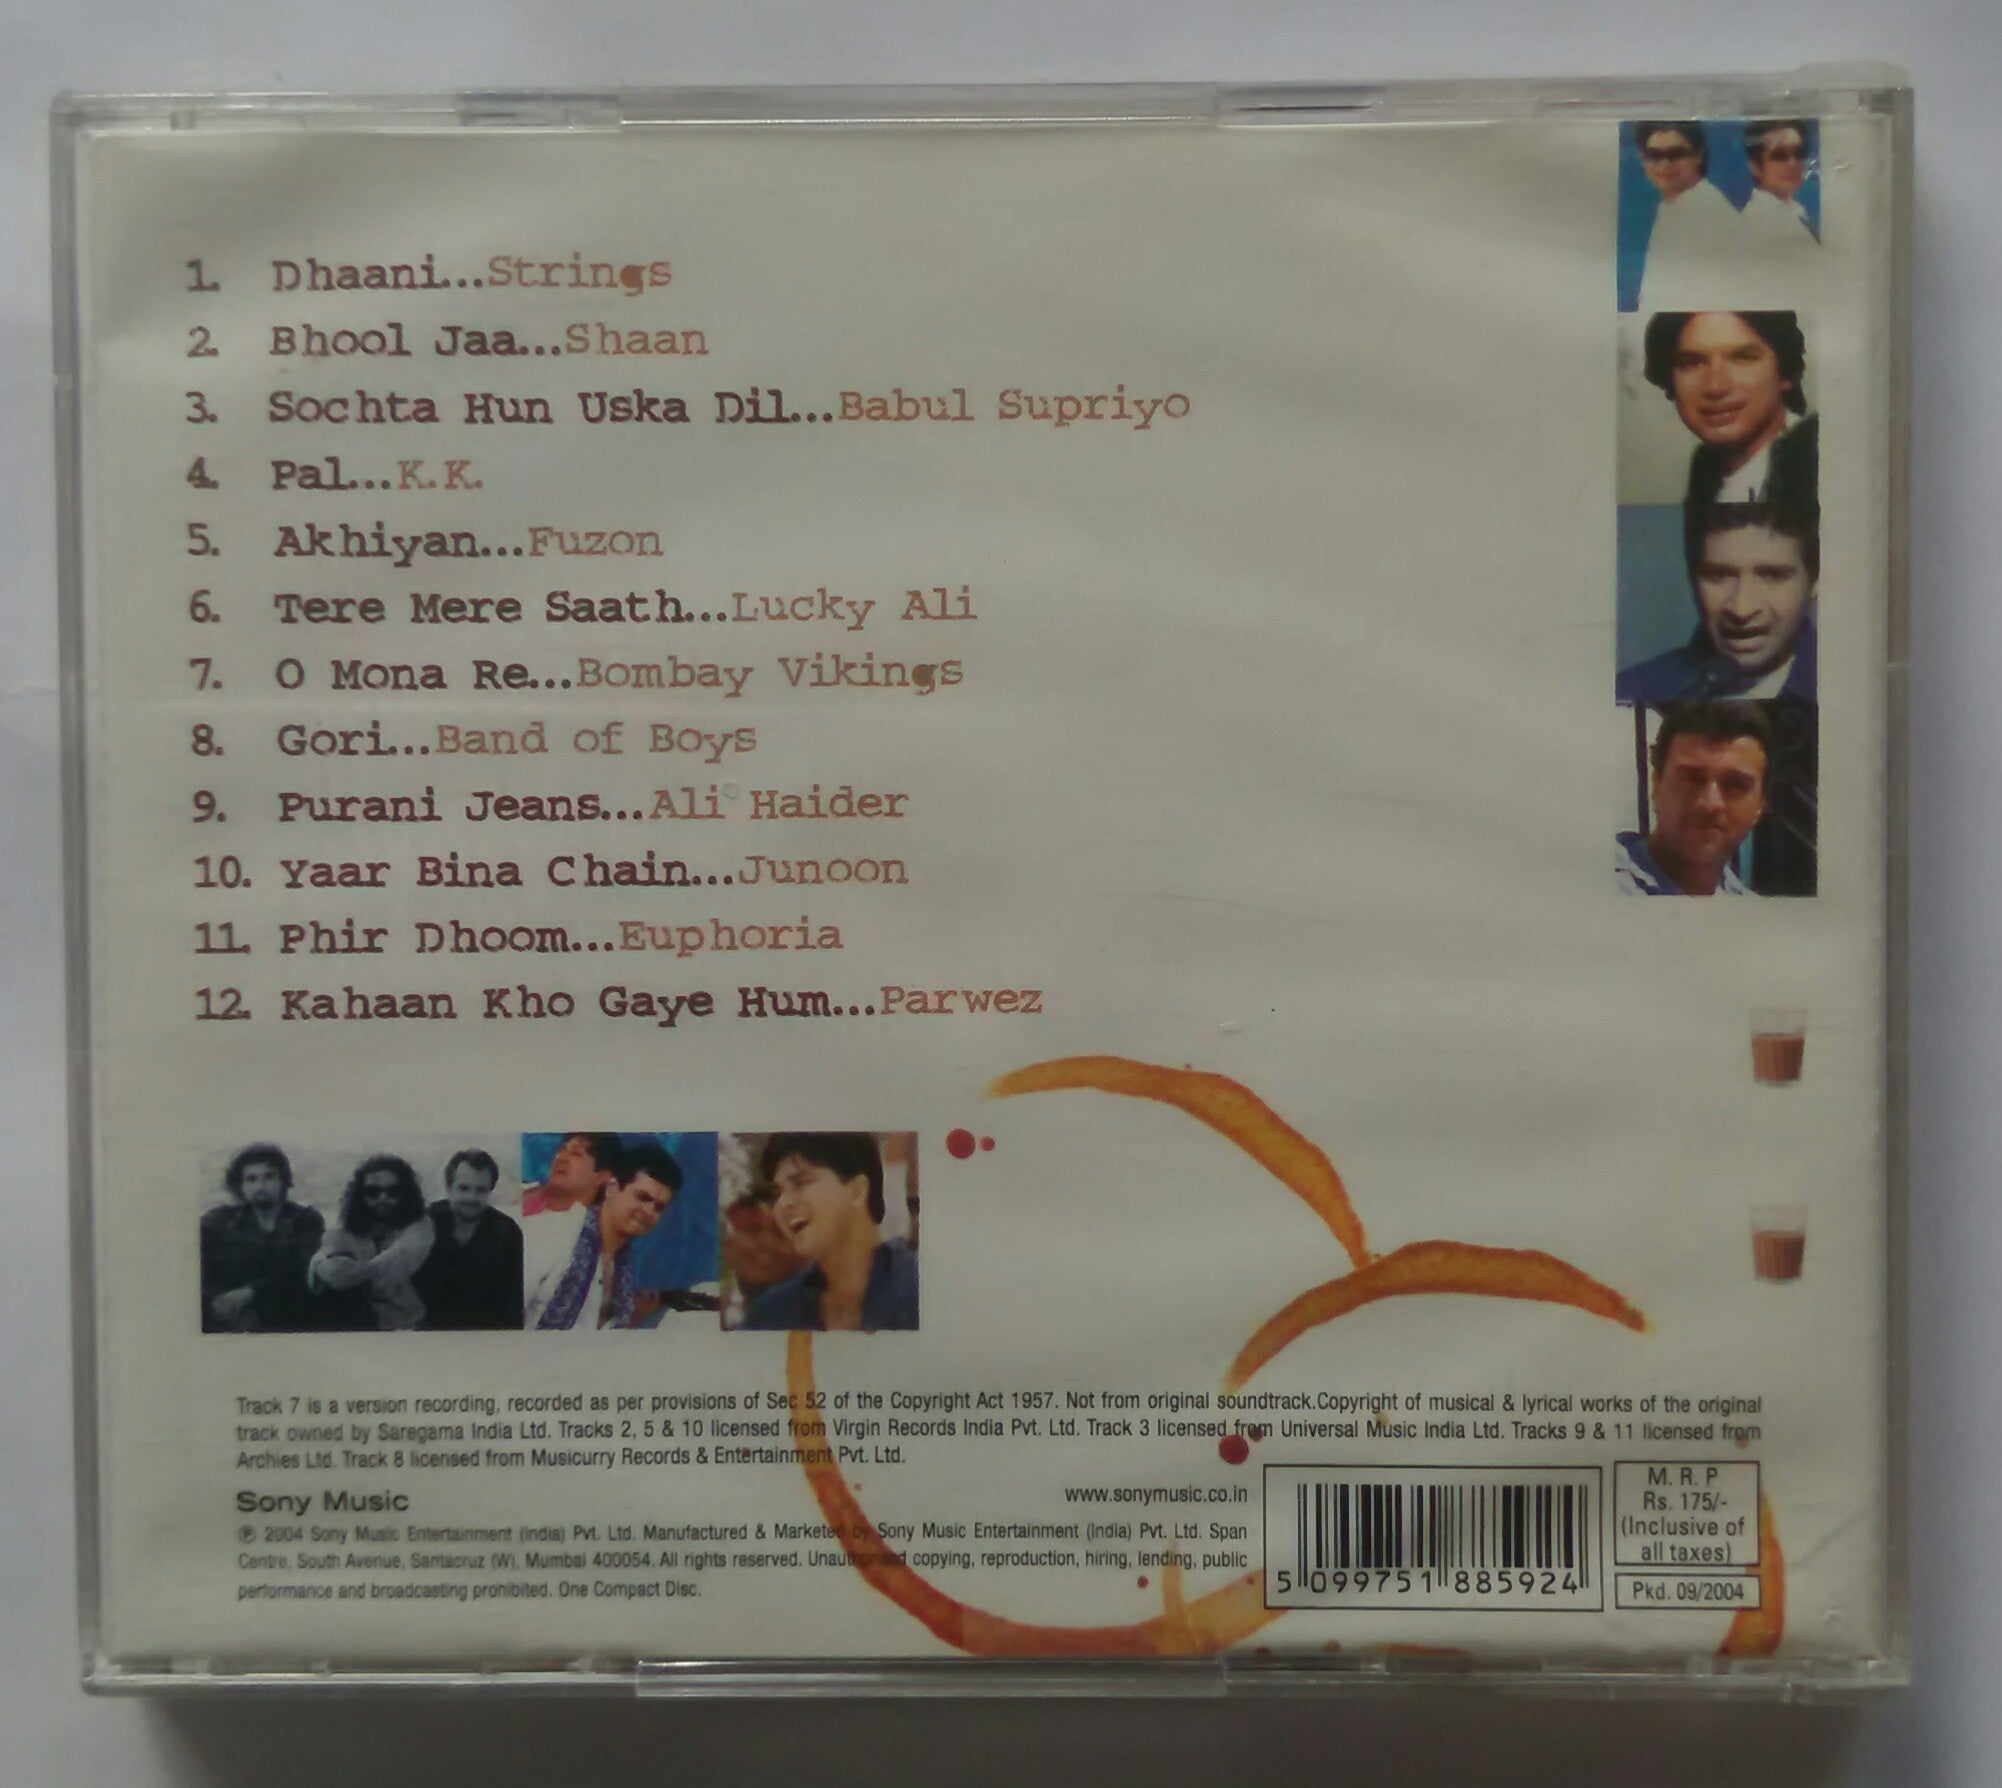 1. Dhaani...Strings
2. Bhool Jaa...Shaan
3. Sochta Hun Uska Dil...Babul Supriyo
4. Pal...K.K.
5. Akhiyan...Fuzon
6. Tere Mere Saath...Lucky Ali
7. O Mona Re...Bombay Vikings
8. Gori...Band of Boys
9. Purani Jeans...Ali Haider
10. Yaar Bina Chain...Junoon
11. Phir Dhoom...Euphoria
12. Kahaan Kho Gaye Hum...Parwez
Track 7 is a version recording, recorded as per provisions of Sec 52 of the Copyright Act 1957. Not from original soundtrack.Copyright of musical & lyrical works of the original
track owned by Saregama India Ltd. Tracks 2, 5 & 10 licensed from Virgin Records India Pvt. Ltd. Track 3 licensed from Universal Music India Ltd. Tracks 9 & 11 licensed from
Archies Ltd. Track 8 licensed from Musicurry Records & Entertainment Pvt. Ltd.
Sony Music
www.sonymusic.co.in
℗ 2004 Sony Music Entertainment (India) Pvt. Ltd. Manufactured & Marketed by Sony Music Entertainment (India) Pvt. Ltd. Span
Centre, South Avenue, Santacruz (W), Mumbai 400054. All rights reserved. Unauthorised copying, reproduction, hiring, lending, public
performance and broadcasting prohibited. One Compact Disc.
5 099751 885924
M. R. P
Rs. 175/-
(Inclusive of
all taxes)
Pkd. 09/2004